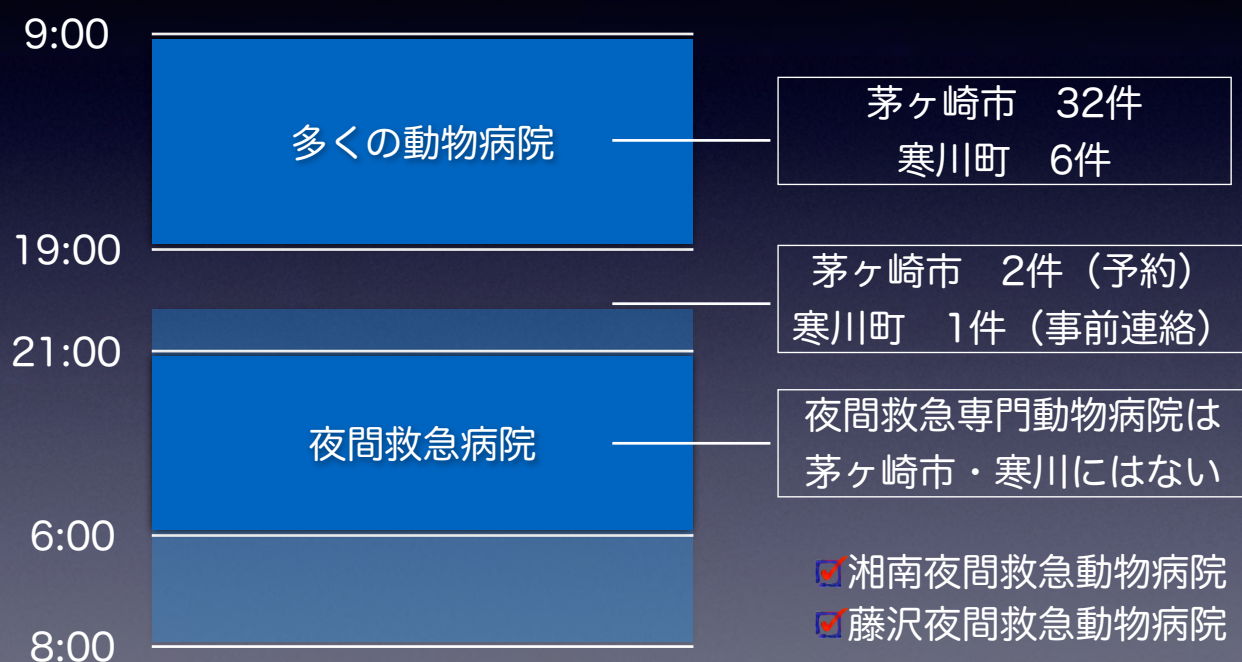 9:00
多くの動物病院
茅ヶ崎市　32件
寒川町　6件
19:00
茅ヶ崎市　2件（予約）
寒川町　1件（事前連絡）
21:00
夜間救急病院
夜間救急専門動物病院は
茅ヶ崎市・寒川にはない
6:00
湘南夜間救急動物病院
藤沢夜間救急動物病院
8:00